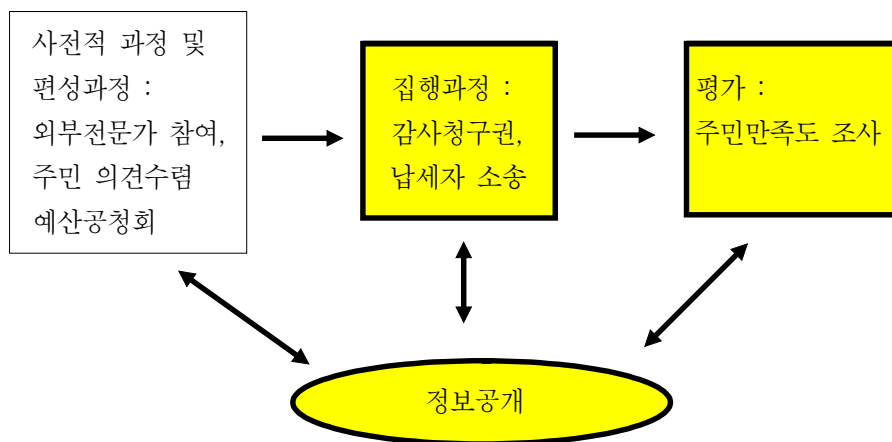 사전적 과정 및
편성과정 :
외부전문가 참여,
주민 의견수렴
예산공청회
집행과정 :
감사청구권,
납세자 소송
평가 :
주민만족도 조사
정보공개